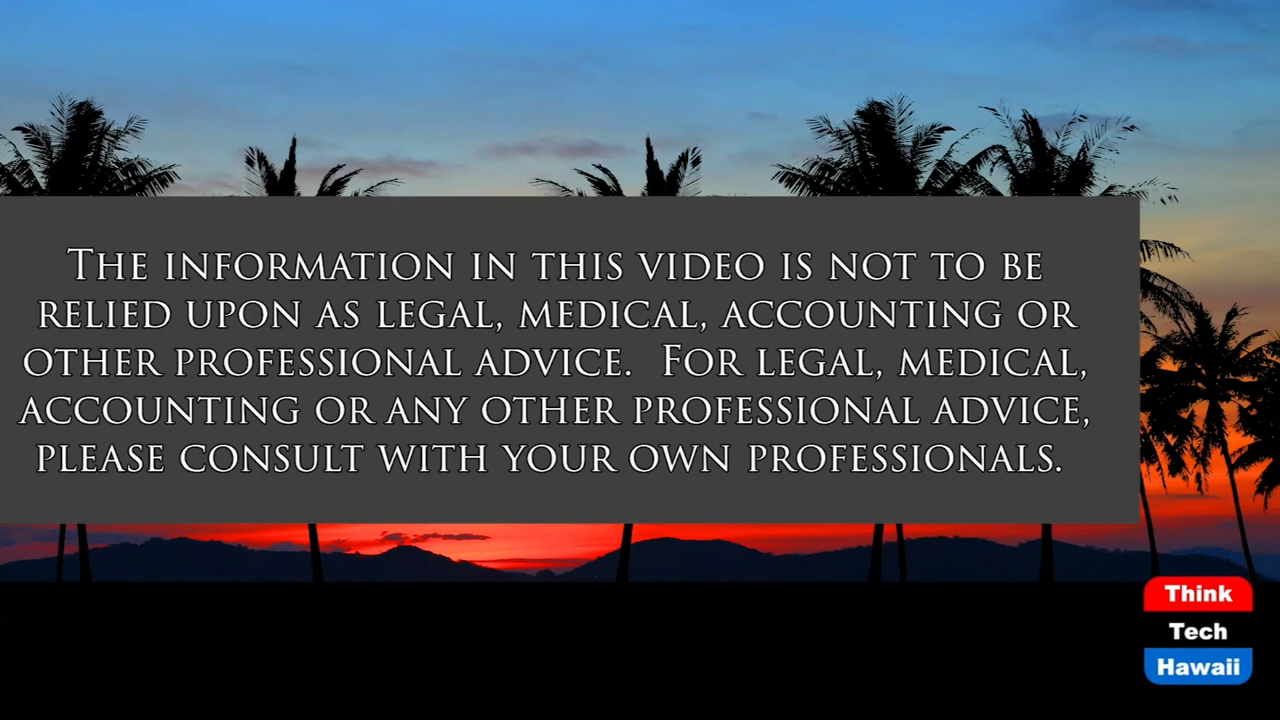 The information in this video is not to be
relied upon as legal, medical, accounting or
other professional advice.  For legal, medical,
accounting or any other professional advice,
please consult with your own professionals.
Think
Tech
Hawaii